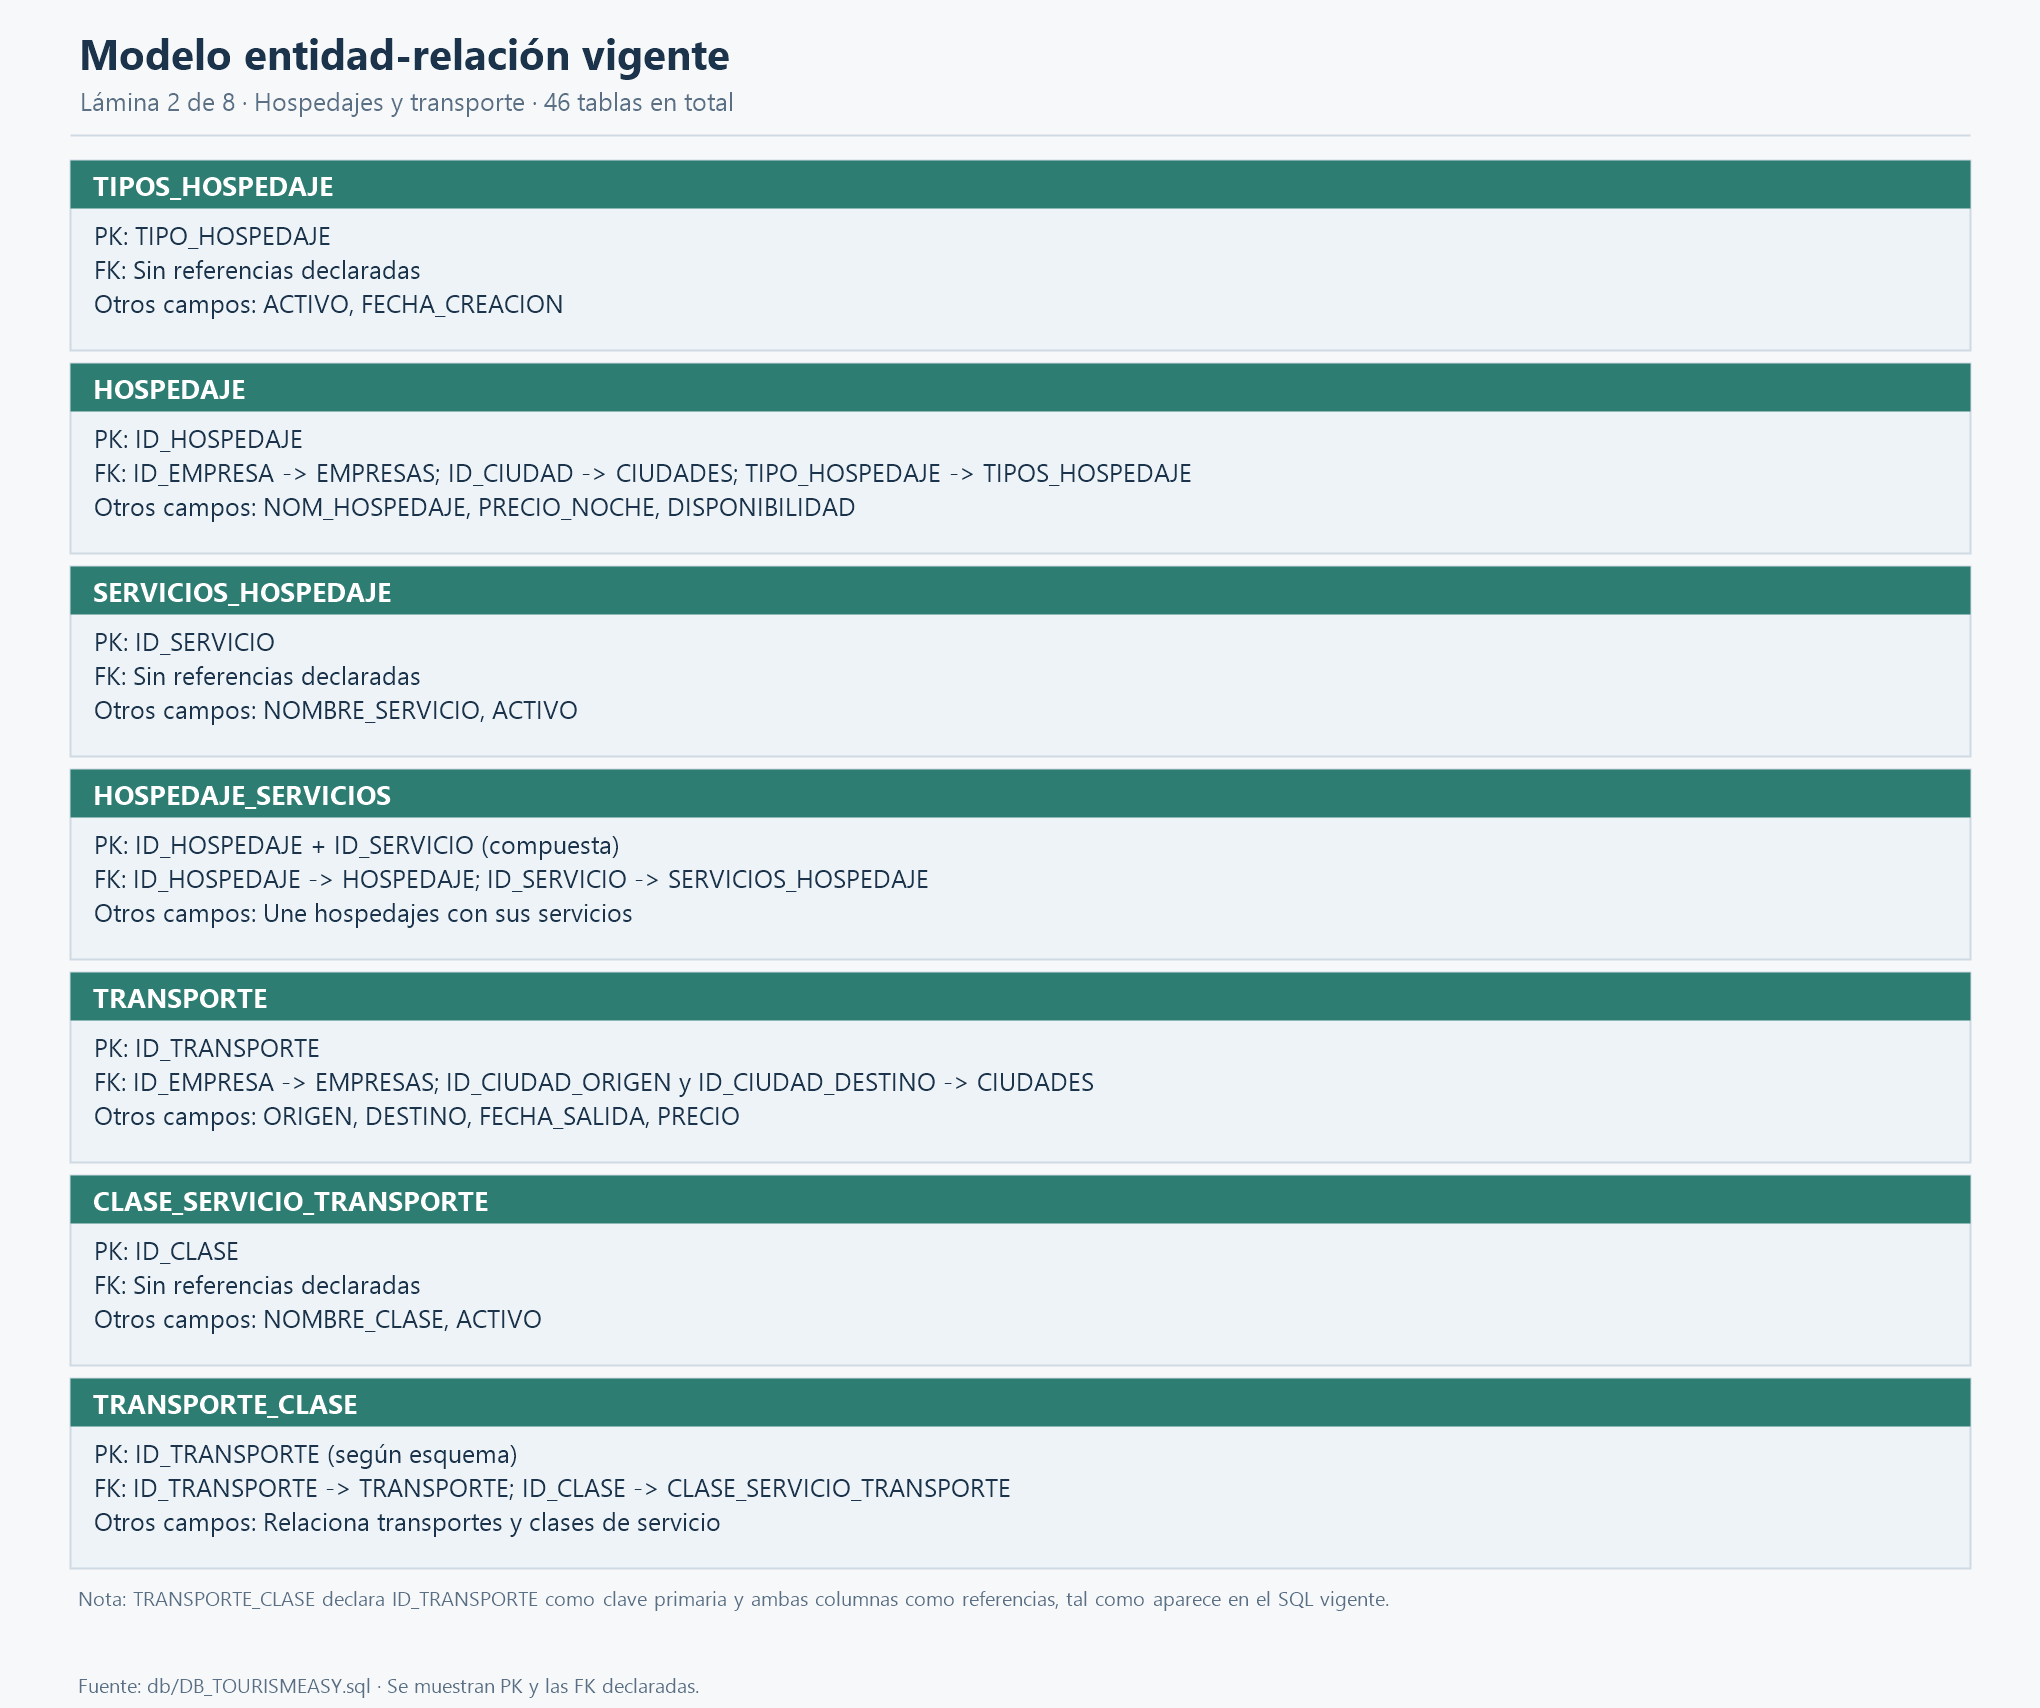 Modelo entidad-relación vigente
Lámina 2 de 8 · Hospedajes y transporte · 46 tablas en total
TIPOS_HOSPEDAJE
PK: TIPO_HOSPEDAJE
FK: Sin referencias declaradas
Otros campos: ACTIVO, FECHA_CREACION
HOSPEDAJE
PK: ID_HOSPEDAJE
FK: ID_EMPRESA -> EMPRESAS; ID_CIUDAD -> CIUDADES; TIPO_HOSPEDAJE -> TIPOS_HOSPEDAJE
Otros campos: NOM_HOSPEDAJE, PRECIO_NOCHE, DISPONIBILIDAD
SERVICIOS_HOSPEDAJE
PK: ID_SERVICIO
FK: Sin referencias declaradas
Otros campos: NOMBRE_SERVICIO, ACTIVO
HOSPEDAJE_SERVICIOS
PK: ID_HOSPEDAJE + ID_SERVICIO (compuesta)
FK: ID_HOSPEDAJE -> HOSPEDAJE; ID_SERVICIO -> SERVICIOS_HOSPEDAJE
Otros campos: Une hospedajes con sus servicios
TRANSPORTE
PK: ID_TRANSPORTE
FK: ID_EMPRESA -> EMPRESAS; ID_CIUDAD_ORIGEN y ID_CIUDAD_DESTINO -> CIUDADES
Otros campos: ORIGEN, DESTINO, FECHA_SALIDA, PRECIO
CLASE_SERVICIO_TRANSPORTE
PK: ID_CLASE
FK: Sin referencias declaradas
Otros campos: NOMBRE_CLASE, ACTIVO
TRANSPORTE_CLASE
PK: ID_TRANSPORTE (según esquema)
FK: ID_TRANSPORTE -> TRANSPORTE; ID_CLASE -> CLASE_SERVICIO_TRANSPORTE
Otros campos: Relaciona transportes y clases de servicio
Nota: TRANSPORTE_CLASE declara ID_TRANSPORTE como clave primaria y ambas columnas como referencias, tal como aparece en el SQL vigente.
Fuente: db/DB_TOURISMEASY.sql · Se muestran PK y las FK declaradas.